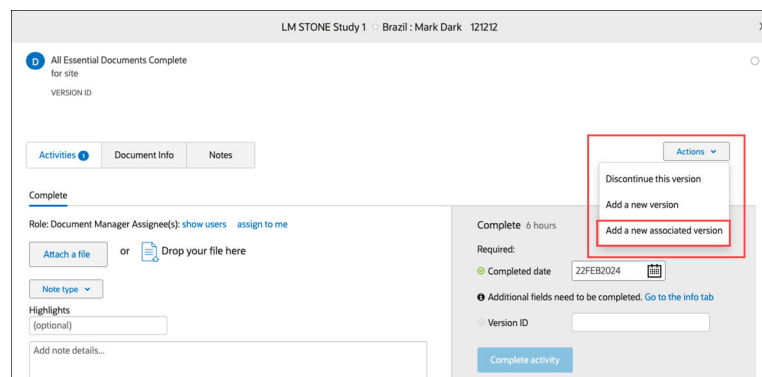 LM STONE Study 1 Brazil : Mark Dark 121212
D All Essential Documents Complete
for site
VERSION ID
Activities 1 Document Info Notes
Actions
Discontinue this version
Add a new version
Add a new associated version
Complete
Role: Document Manager Assignee(s): show users assign to me
Attach a file or Drop your file here
Note type
Highlights
(optional)
Add note details...
Complete 6 hours
Required:
Completed date 22FEB2024
Additional fields need to be completed. Go to the info tab
Version ID
Complete activity